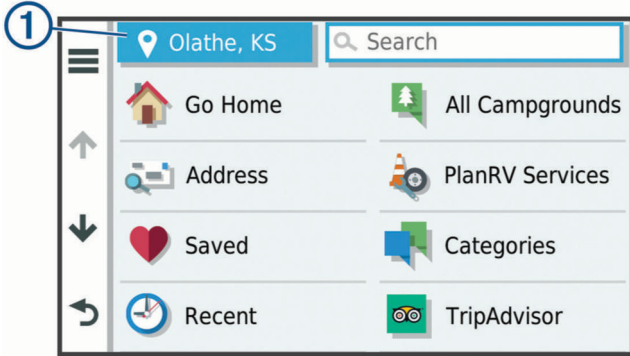 1
Olathe, KS
Search
Go Home
All Campgrounds
Address
PlanRV Services
Saved
Categories
Recent
TripAdvisor